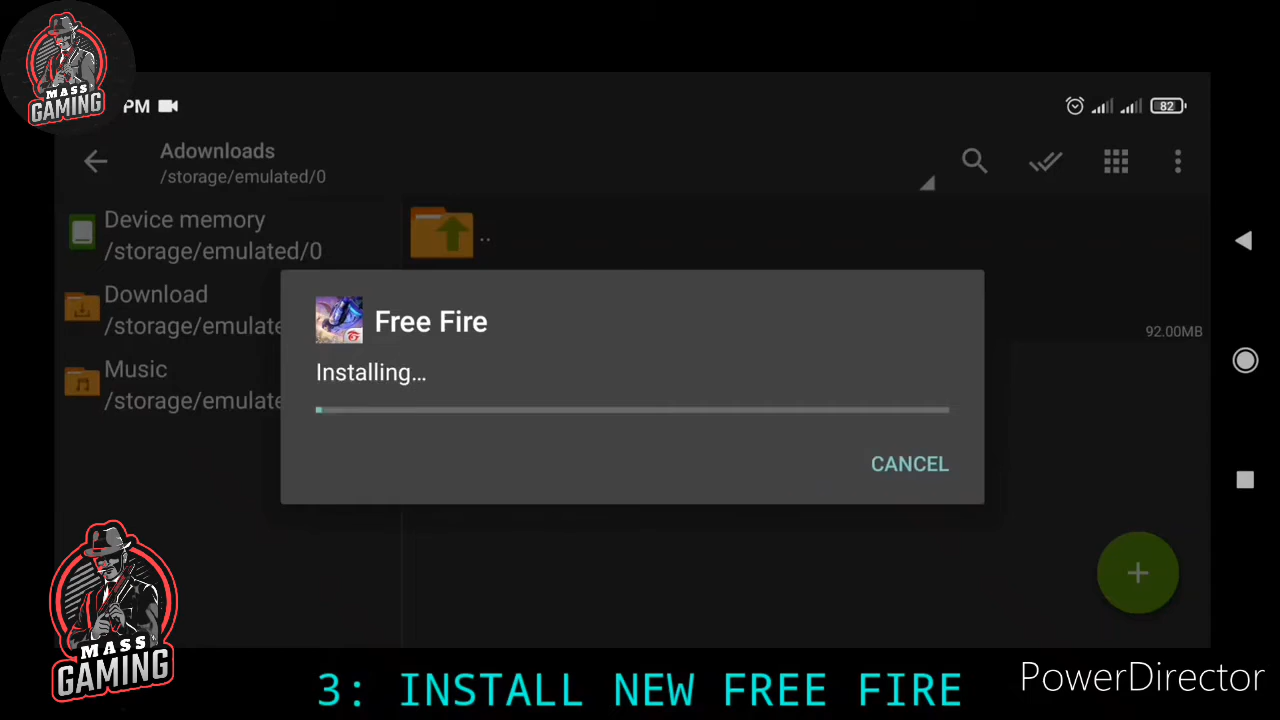 MASS
GAMING
PM
82
Adownloads
/storage/emulated/0
Device memory
/storage/emulated/0
..
Download
/storage/emulate
92.00MB
Music
/storage/emulate
Free Fire
Installing...
CANCEL
+
MASS
GAMING
3: INSTALL NEW FREE FIRE
PowerDirector